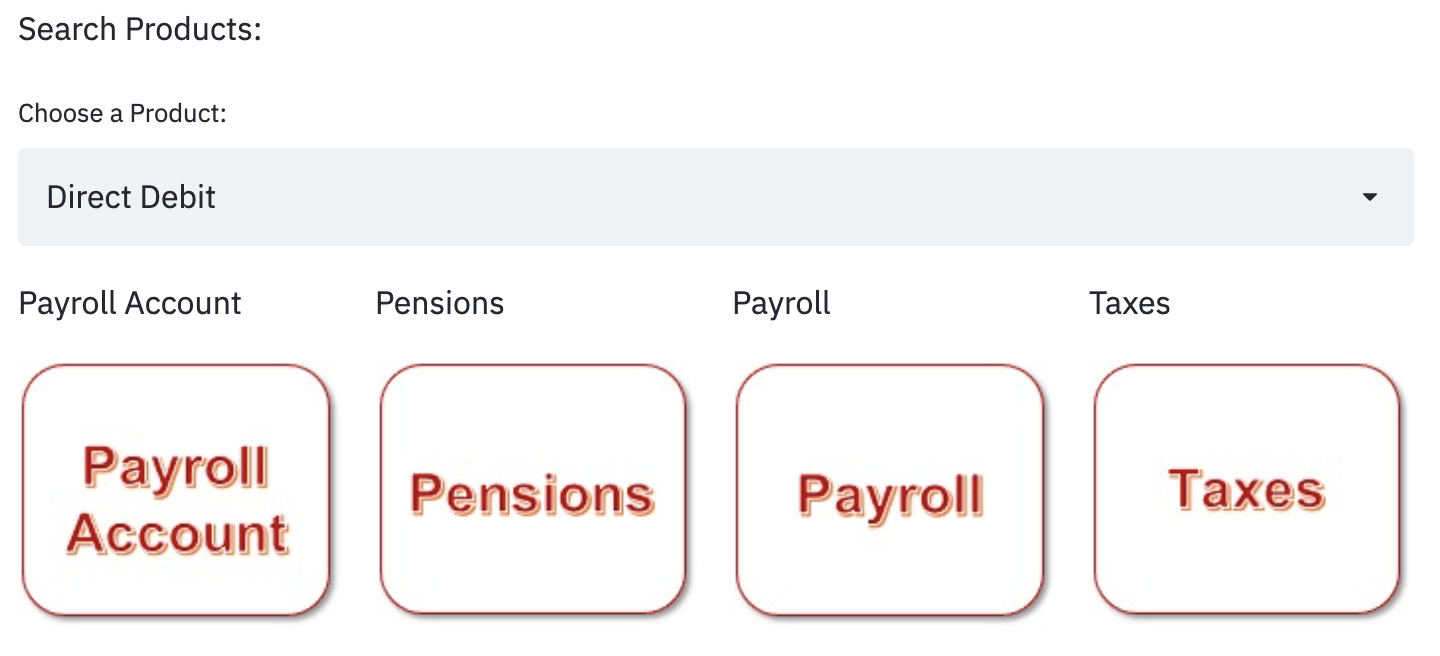 Search Products:
Choose a Product:
Direct Debit
Payroll Account
Pensions
Payroll
Taxes
Payroll
Account
Pensions
Payroll
Taxes